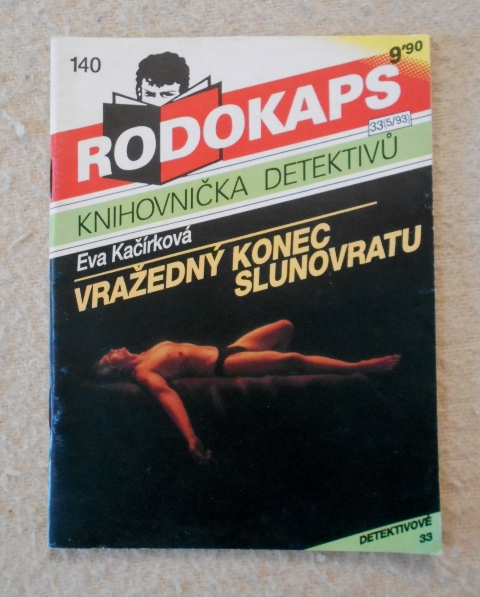 140
9'90
RODOKAPS
33(5/93)
KNIHOVNIČKA DETEKTIVŮ
Eva Kačírková
VRAŽEDNÝ KONEC
SLUNOVRATU
DETEKTIVOVÉ
33